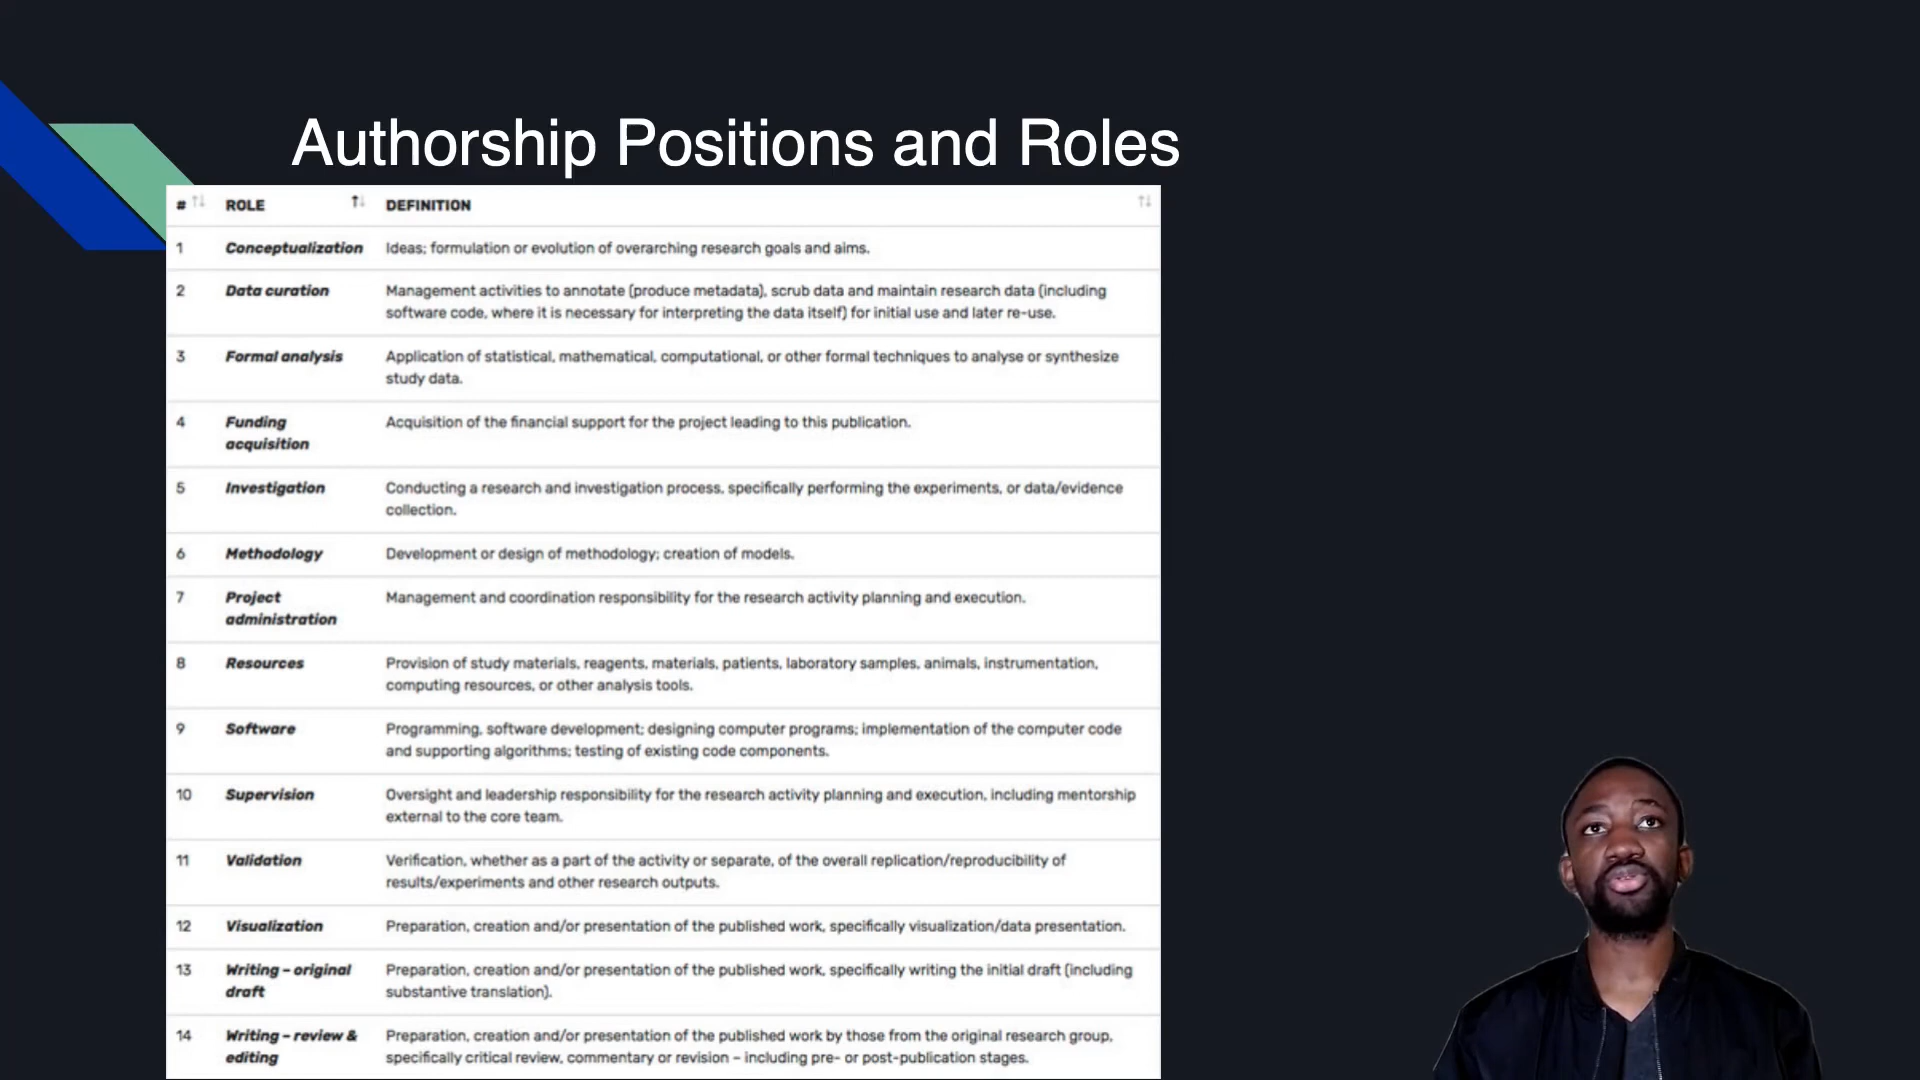 Authorship Positions and Roles
# ↑↓ ROLE ↑↓ DEFINITION ↑↓
1 Conceptualization Ideas; formulation or evolution of overarching research goals and aims.
2 Data curation Management activities to annotate (produce metadata), scrub data and maintain research data (including
software code, where it is necessary for interpreting the data itself) for initial use and later re-use.
3 Formal analysis Application of statistical, mathematical, computational, or other formal techniques to analyse or synthesize
study data.
4 Funding Acquisition of the financial support for the project leading to this publication.
acquisition
5 Investigation Conducting a research and investigation process, specifically performing the experiments, or data/evidence
collection.
6 Methodology Development or design of methodology; creation of models.
7 Project Management and coordination responsibility for the research activity planning and execution.
administration
8 Resources Provision of study materials, reagents, materials, patients, laboratory samples, animals, instrumentation,
computing resources, or other analysis tools.
9 Software Programming, software development; designing computer programs; implementation of the computer code
and supporting algorithms; testing of existing code components.
10 Supervision Oversight and leadership responsibility for the research activity planning and execution, including mentorship
external to the core team.
11 Validation Verification, whether as a part of the activity or separate, of the overall replication/reproducibility of
results/experiments and other research outputs.
12 Visualization Preparation, creation and/or presentation of the published work, specifically visualization/data presentation.
13 Writing – original Preparation, creation and/or presentation of the published work, specifically writing the initial draft (including
draft substantive translation).
14 Writing – review & Preparation, creation and/or presentation of the published work by those from the original research group,
editing specifically critical review, commentary or revision – including pre- or post-publication stages.